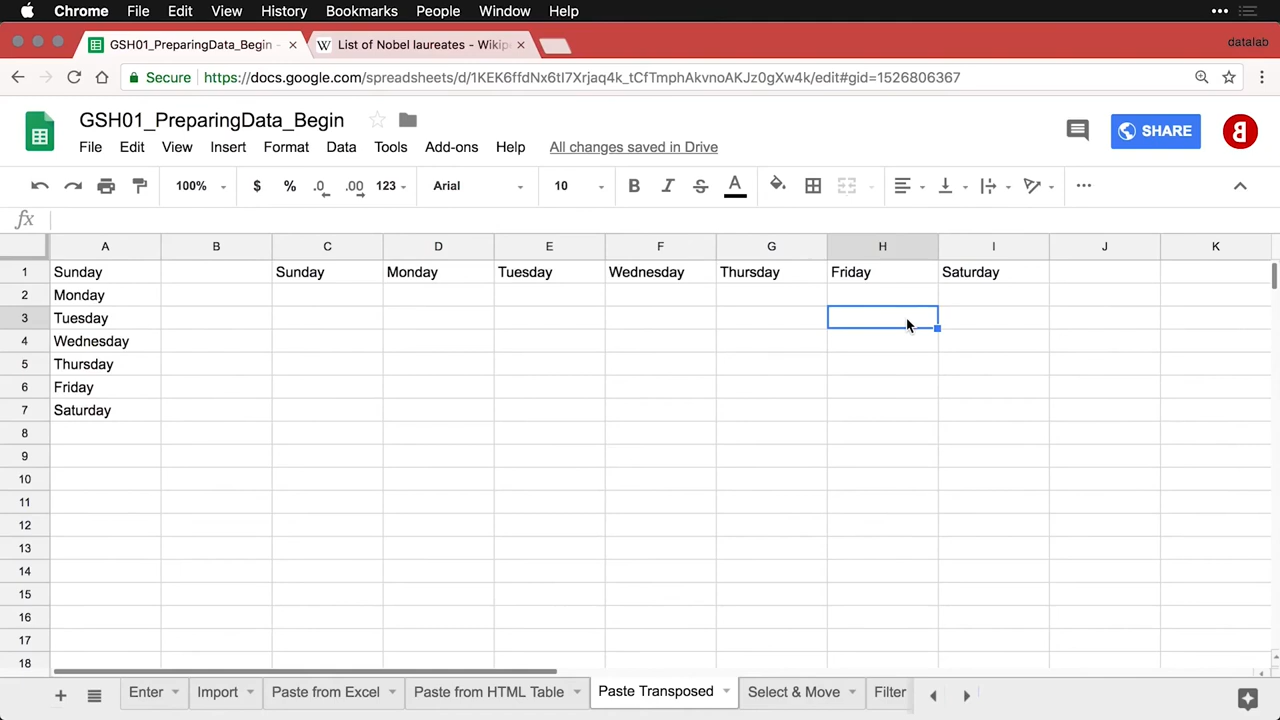 Chrome File Edit View History Bookmarks People Window Help
GSH01_PreparingData_Begin - List of Nobel laureates - Wikip datalab
Secure https://docs.google.com/spreadsheets/d/1KEK6ffdNx6tI7Xrjaq4k_tCfTmphAkvnoAKJz0gXw4k/edit#gid=1526806367
GSH01_PreparingData_Begin
SHARE
File Edit View Insert Format Data Tools Add-ons Help All changes saved in Drive
100% $ % .0 .00 123 Arial 10 B I S A
fx
A B C D E F G H I J K
1 Sunday Sunday Monday Tuesday Wednesday Thursday Friday Saturday
2 Monday
3 Tuesday
4 Wednesday
5 Thursday
6 Friday
7 Saturday
8
9
10
11
12
13
14
15
16
17
18
Enter Import Paste from Excel Paste from HTML Table Paste Transposed Select & Move Filter